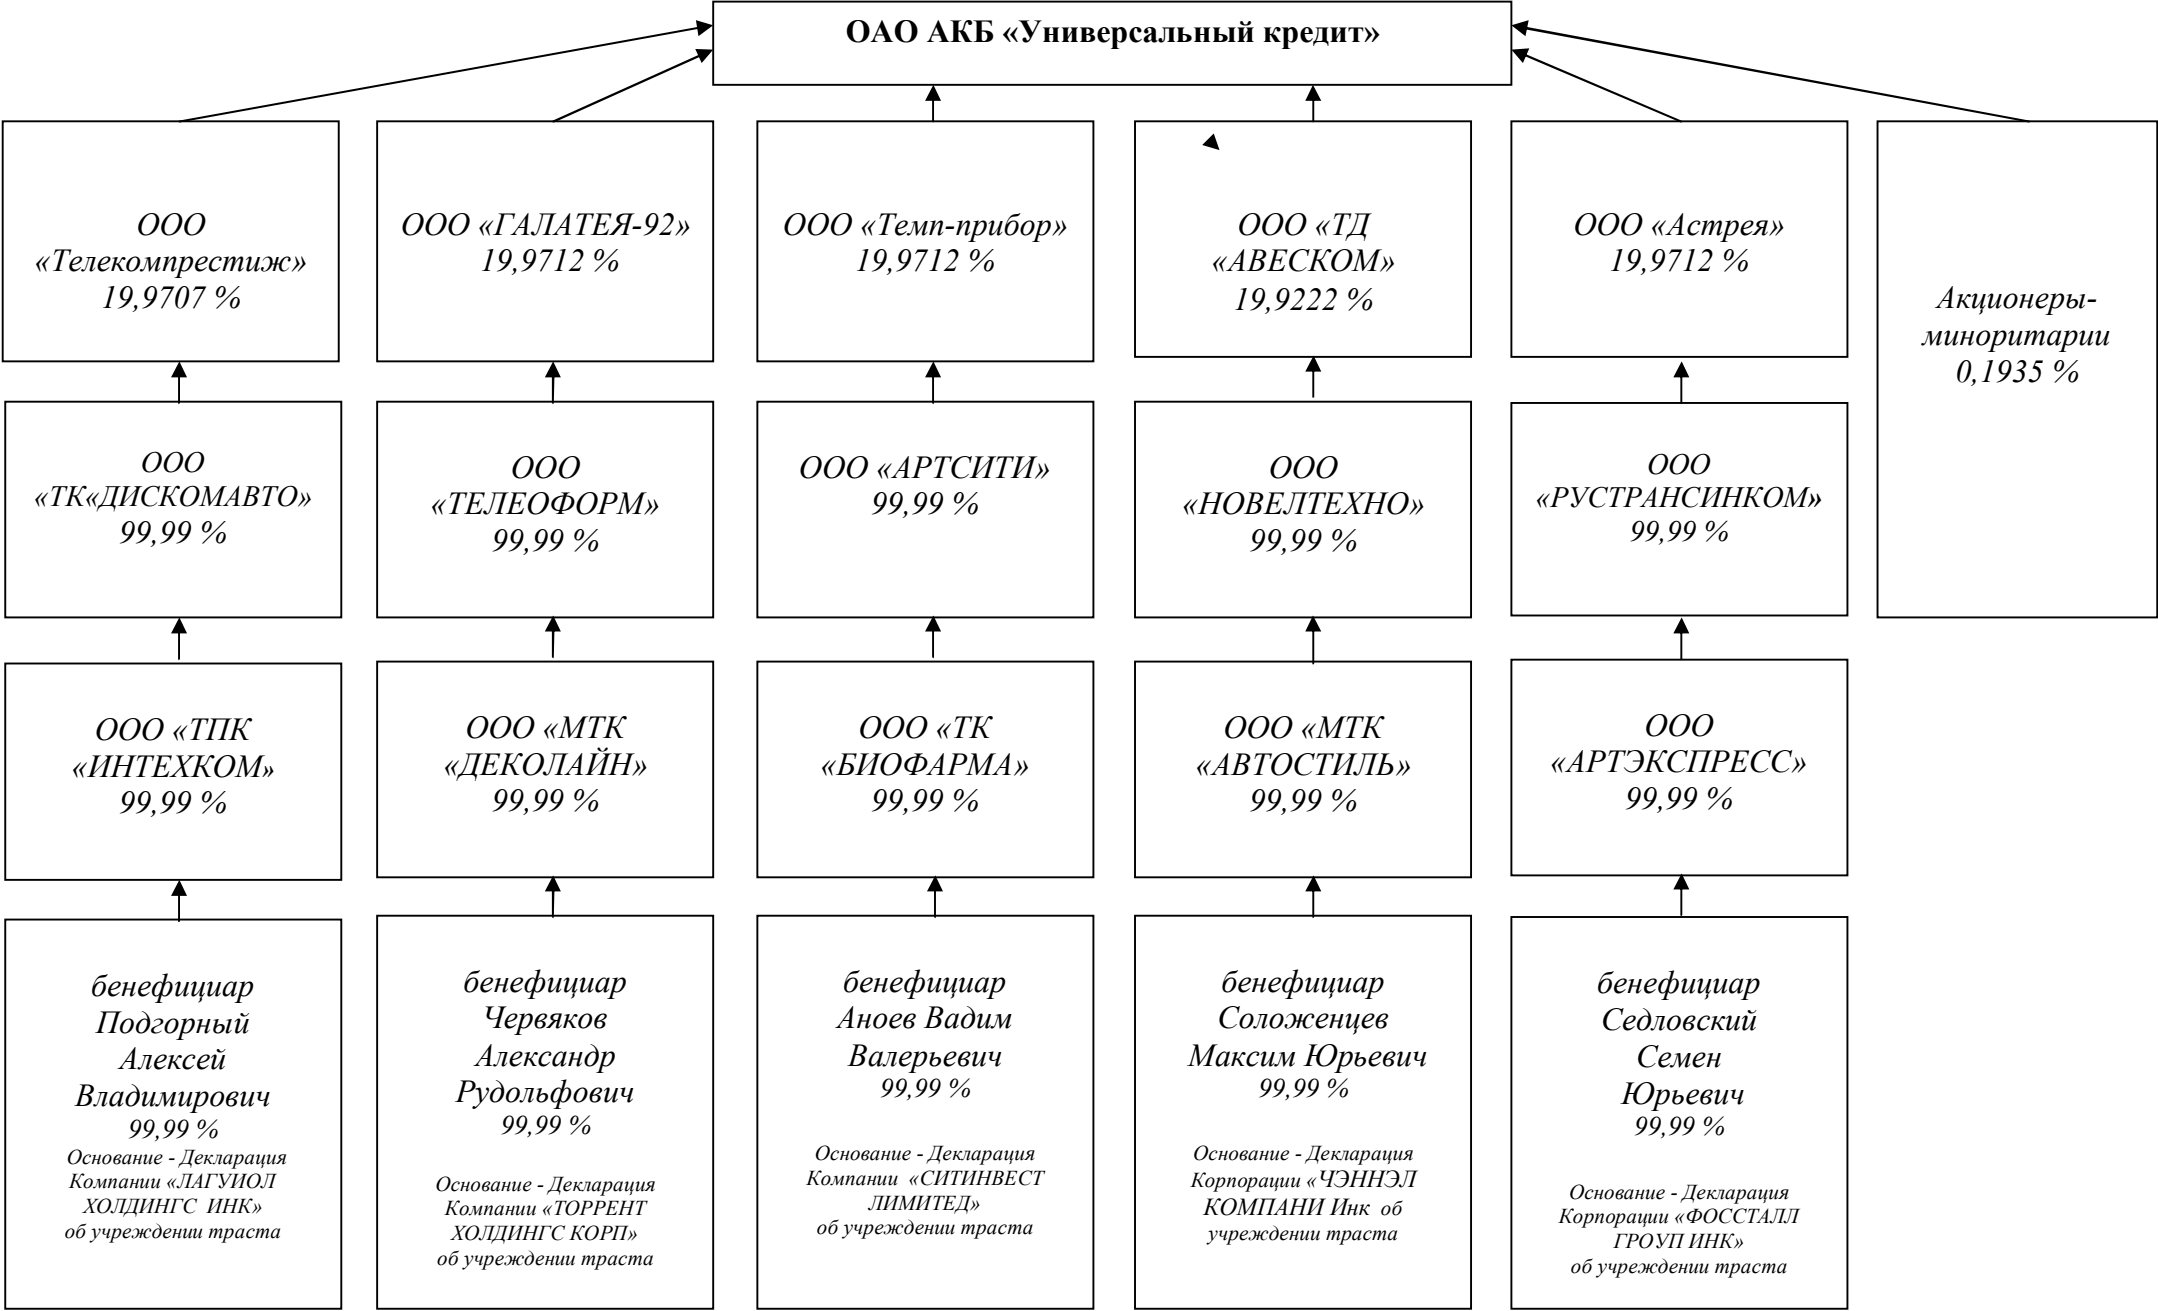 ОАО АКБ «Универсальный кредит»
ООО
«Телекомпрестиж»
19,9707 %
ООО «ГАЛАТЕЯ-92»
19,9712 %
ООО «Темп-прибор»
19,9712 %
ООО «ТД
«АВЕСКОМ»
19,9222 %
ООО «Астрея»
19,9712 %
Акционеры-
миноритарии
0,1935 %
ООО
«ТК«ДИСКОМАВТО»
99,99 %
ООО
«ТЕЛЕОФОРМ»
99,99 %
ООО «АРТСИТИ»
99,99 %
ООО
«НОВЕЛТЕХНО»
99,99 %
ООО
«РУСТРАНСИНКОМ»
99,99 %
ООО «ТПК
«ИНТЕХКОМ»
99,99 %
ООО «МТК
«ДЕКОЛАЙН»
99,99 %
ООО «ТК
«БИОФАРМА»
99,99 %
ООО «МТК
«АВТОСТИЛЬ»
99,99 %
ООО
«АРТЭКСПРЕСС»
99,99 %
бенефициар
Подгорный
Алексей
Владимирович
99,99 %
Основание - Декларация
Компании «ЛАГУИОЛ
ХОЛДИНГС ИНК»
об учреждении траста
бенефициар
Червяков
Александр
Рудольфович
99,99 %
Основание - Декларация
Компании «ТОРРЕНТ
ХОЛДИНГС КОРП»
об учреждении траста
бенефициар
Аноев Вадим
Валерьевич
99,99 %
Основание - Декларация
Компании «СИТИНВЕСТ
ЛИМИТЕД»
об учреждении траста
бенефициар
Соложенцев
Максим Юрьевич
99,99 %
Основание - Декларация
Корпорации «ЧЭННЭЛ
КОМПАНИ Инк об
учреждении траста
бенефициар
Седловский
Семен
Юрьевич
99,99 %
Основание - Декларация
Корпорации «ФОССТАЛЛ
ГРОУП ИНК»
об учреждении траста